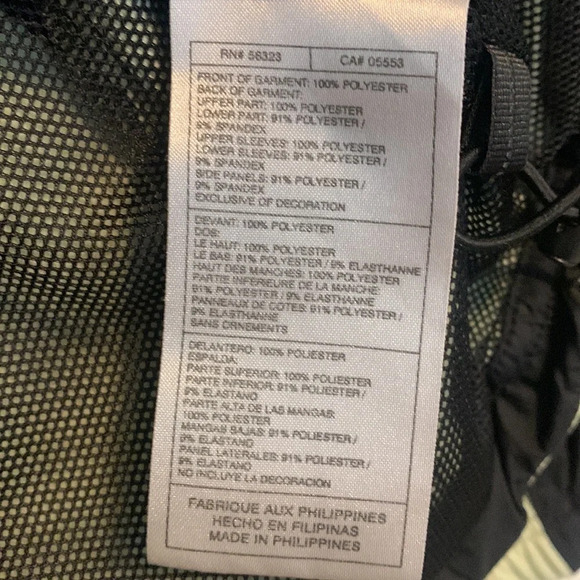 RN# 56323 CA# 05553
FRONT OF GARMENT: 100% POLYESTER
BACK OF GARMENT:
UPPER PART: 100% POLYESTER
LOWER PART: 91% POLYESTER /
9% SPANDEX
UPPER SLEEVES: 100% POLYESTER
LOWER SLEEVES: 91% POLYESTER /
9% SPANDEX
SIDE PANELS: 91% POLYESTER /
9% SPANDEX
EXCLUSIVE OF DECORATION
DEVANT: 100% POLYESTER
DOS:
LE HAUT: 100% POLYESTER
LE BAS: 91% POLYESTER / 9% ELASTHANNE
HAUT DES MANCHES: 100% POLYESTER
PARTIE INFERIEURE DE LA MANCHE:
91% POLYESTER / 9% ELASTHANNE
PANNEAUX DE COTES: 91% POLYESTER /
9% ELASTHANNE
SANS ORNEMENTS
DELANTERO: 100% POLIESTER
ESPALDA:
PARTE SUPERIOR: 100% POLIESTER
PARTE INFERIOR: 91% POLIESTER /
9% ELASTANO
PARTE ALTA DE LAS MANGAS:
100% POLIESTER
MANGAS BAJAS: 91% POLIESTER /
9% ELASTANO
PANEL LATERALES: 91% POLIESTER /
9% ELASTANO
NO INCLUYE LA DECORACIÓN
FABRIQUE AUX PHILIPPINES
HECHO EN FILIPINAS
MADE IN PHILIPPINES